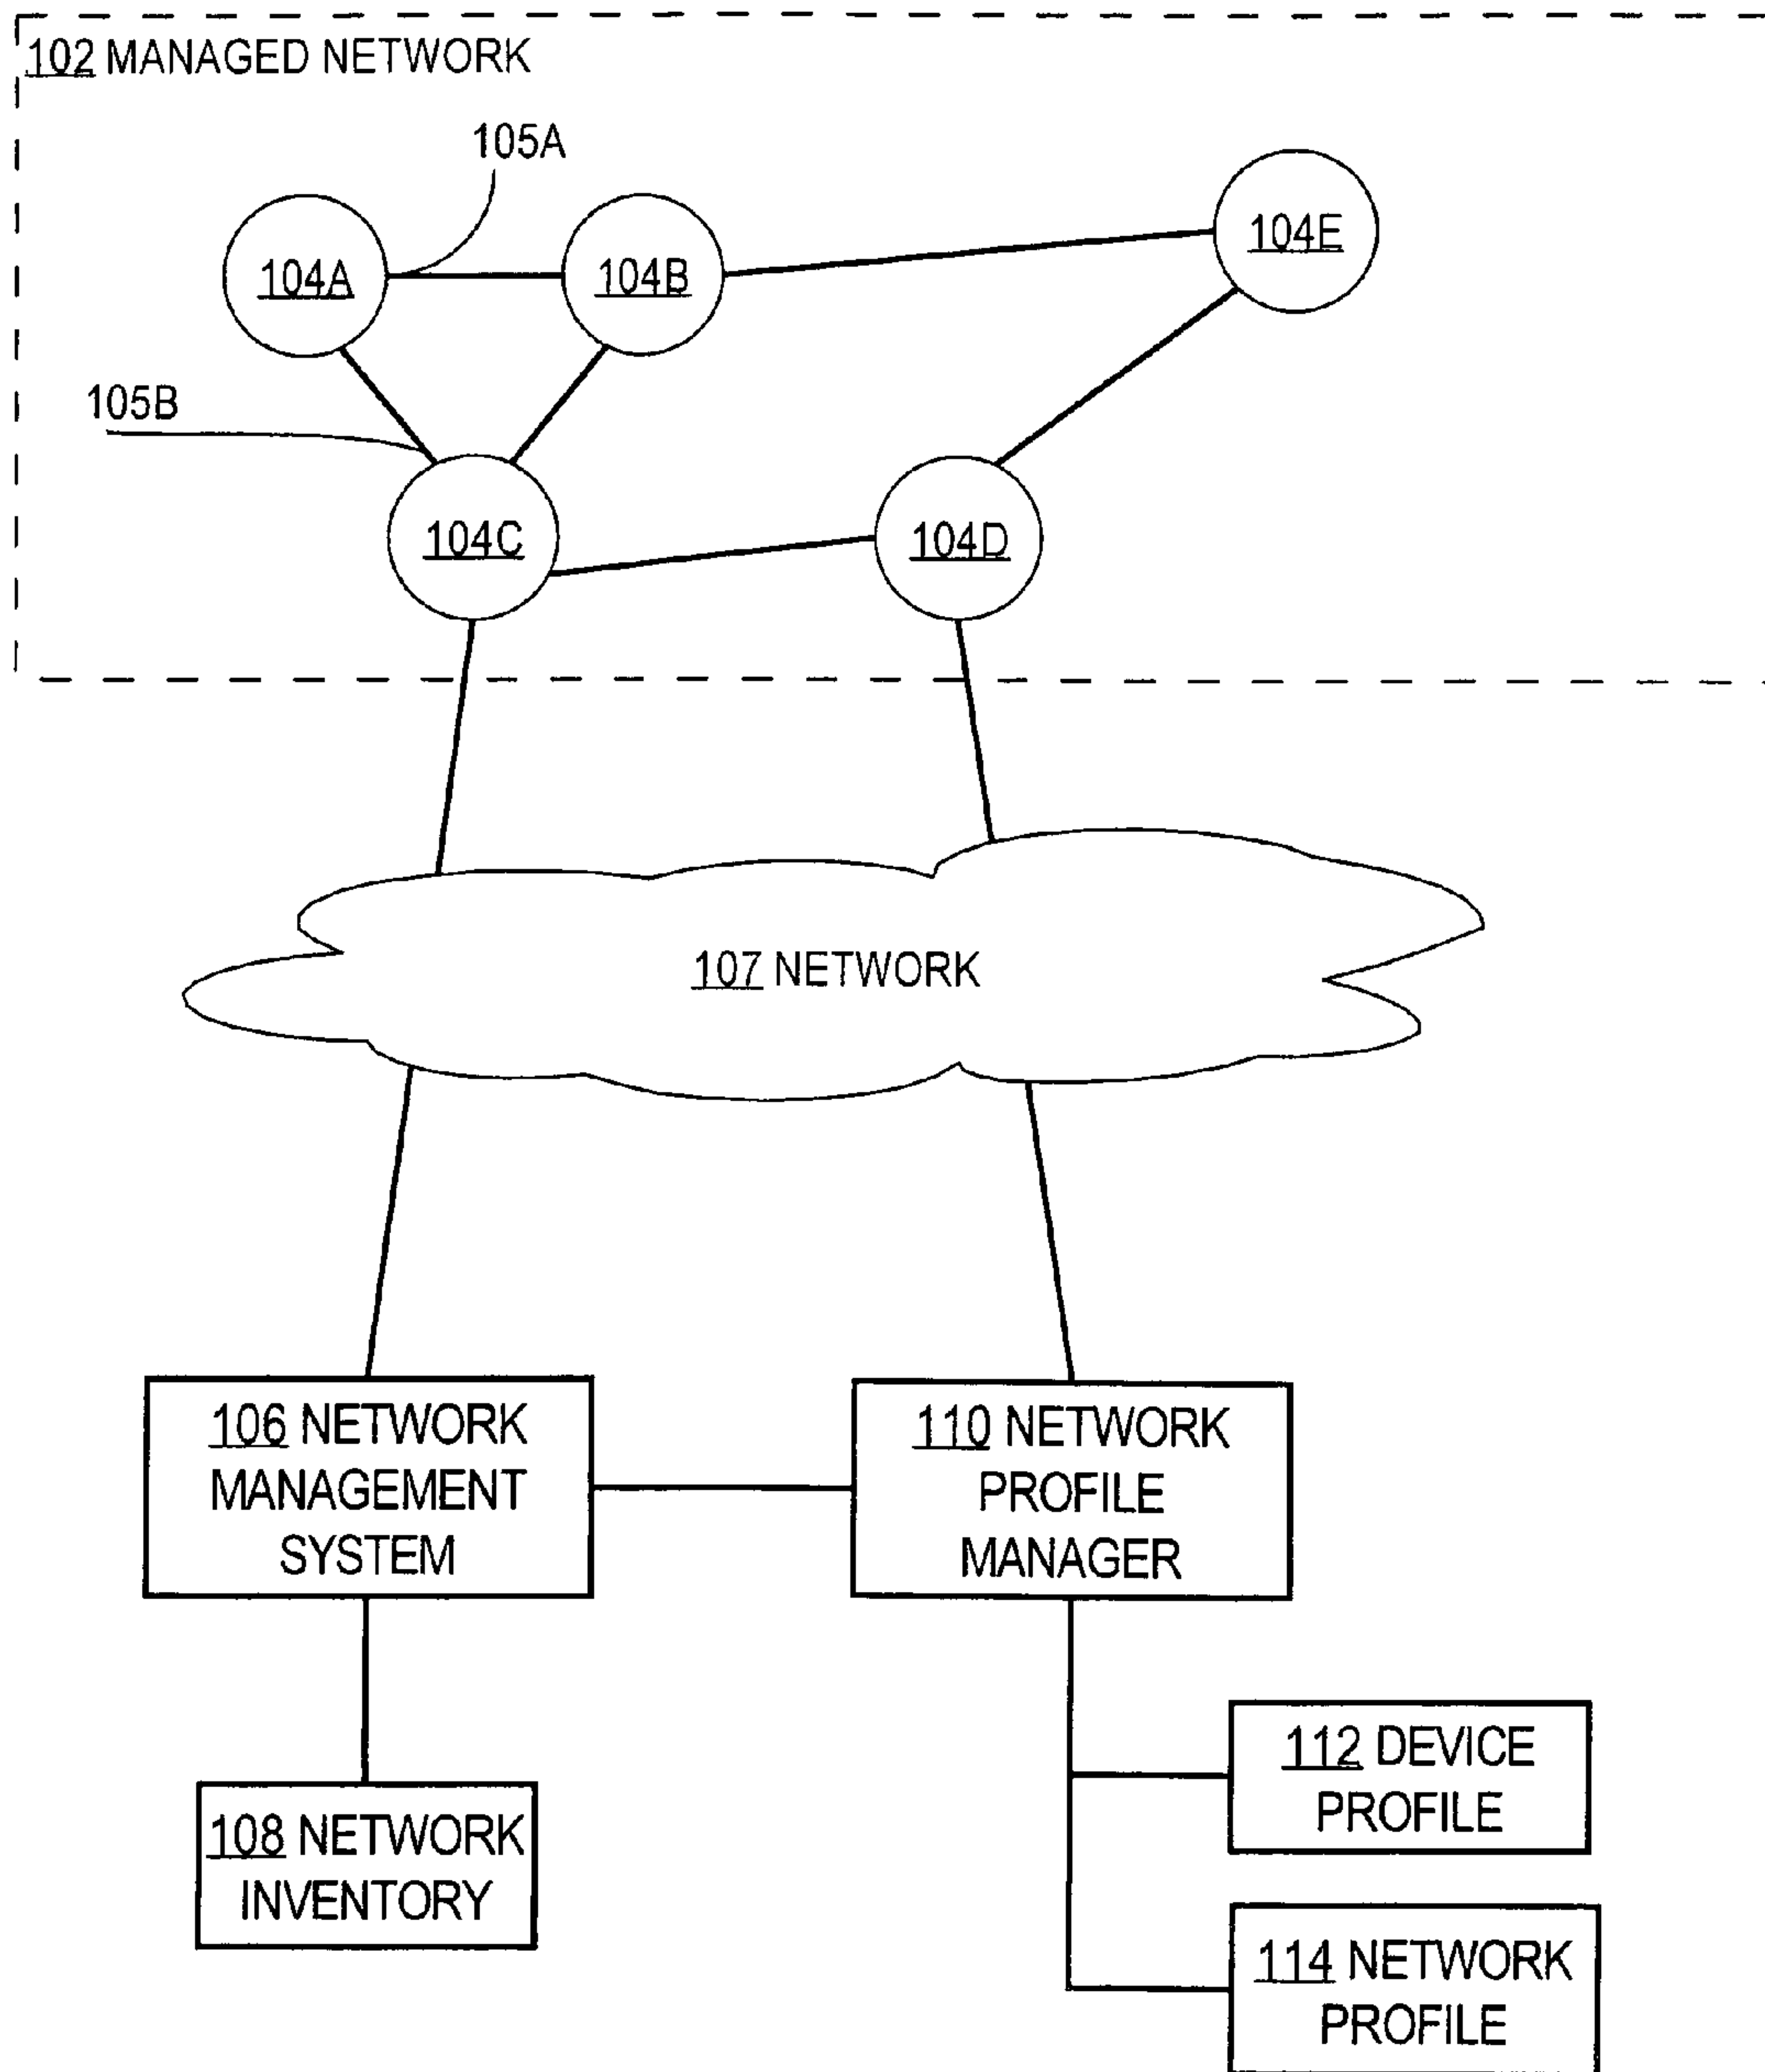 102 MANAGED NETWORK
105A
104E
104A
104B
105B
104C
104D
107 NETWORK
106 NETWORK
MANAGEMENT
SYSTEM
110 NETWORK
PROFILE
MANAGER
112 DEVICE
PROFILE
108 NETWORK
INVENTORY
114 NETWORK
PROFILE